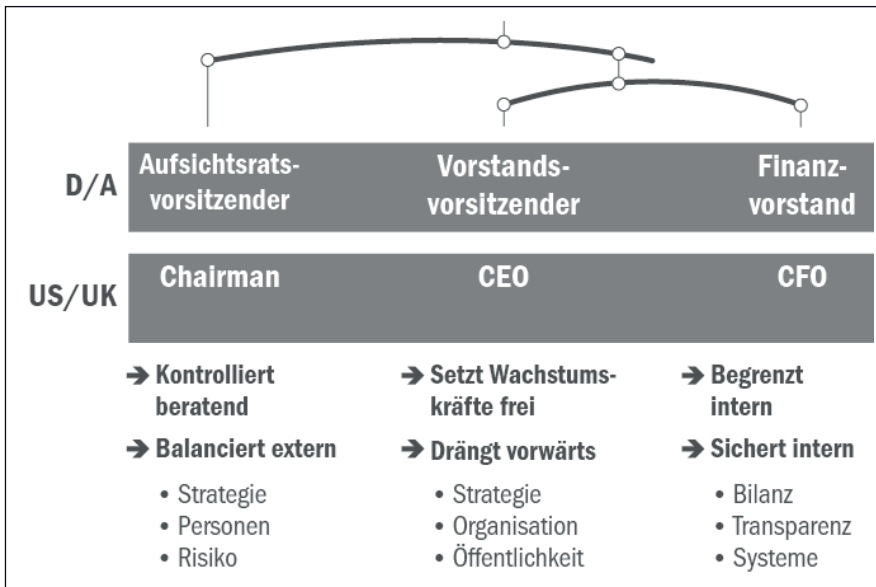 D/A
Aufsichtsrats-
vorsitzender
Vorstands-
vorsitzender
Finanz-
vorstand
US/UK
Chairman
CEO
CFO
➔ Kontrolliert
beratend
➔ Balanciert extern
• Strategie
• Personen
• Risiko
➔ Setzt Wachstums-
kräfte frei
➔ Drängt vorwärts
• Strategie
• Organisation
• Öffentlichkeit
➔ Begrenzt
intern
➔ Sichert intern
• Bilanz
• Transparenz
• Systeme